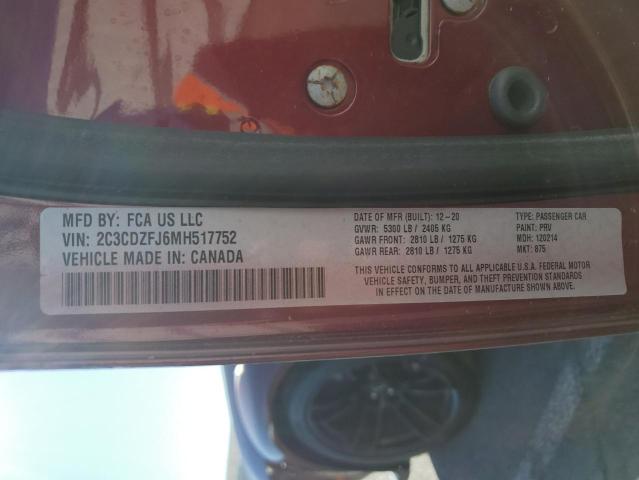 MFD BY: FCA US LLC
VIN: 2C3CDZFJ6MH517752
VEHICLE MADE IN: CANADA
DATE OF MFR (BUILT): 12-20
GVWR: 5300 LB / 2405 KG
GAWR FRONT: 2810 LB / 1275 KG
GAWR REAR: 2810 LB / 1275 KG
TYPE: PASSENGER CAR
PAINT: PRV
MDH: 120214
MKT: 875
THIS VEHICLE CONFORMS TO ALL APPLICABLE U.S.A. FEDERAL MOTOR
VEHICLE SAFETY, BUMPER, AND THEFT PREVENTION STANDARDS
IN EFFECT ON THE DATE OF MANUFACTURE SHOWN ABOVE.